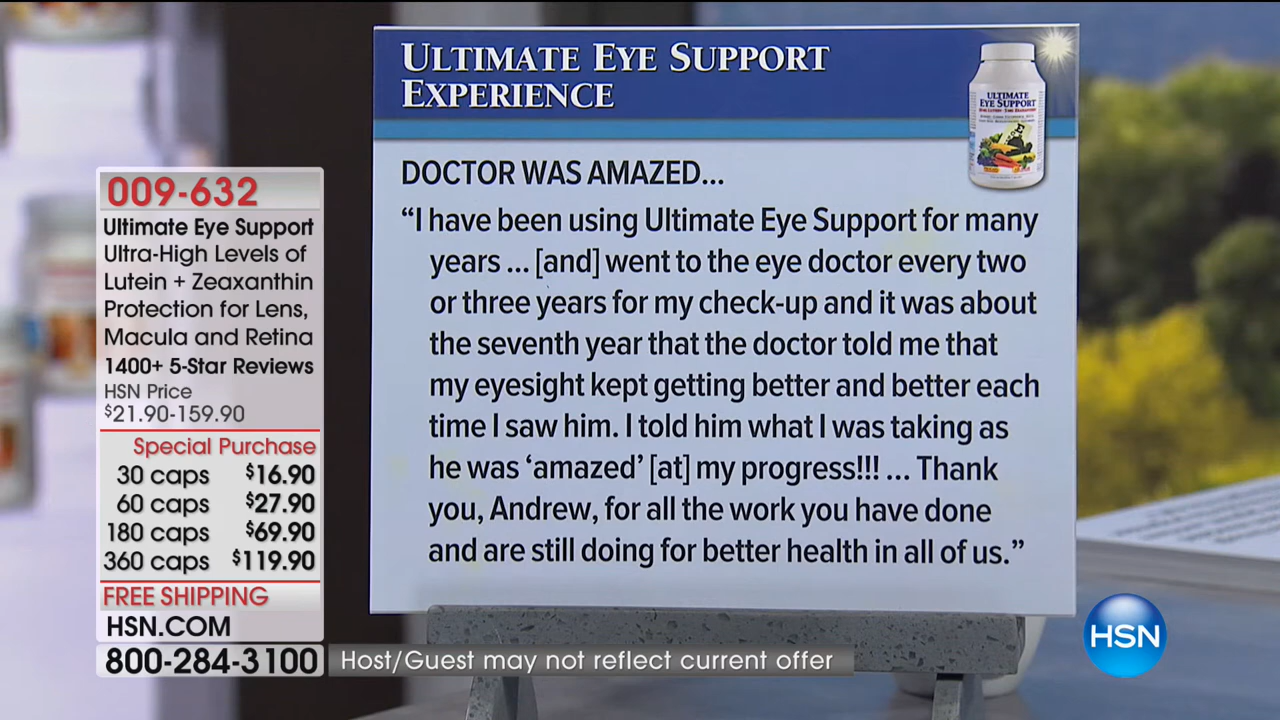 ULTIMATE EYE SUPPORT
EXPERIENCE
ULTIMATE
EYE SUPPORT
DOCTOR WAS AMAZED...
“I have been using Ultimate Eye Support for many
years ... [and] went to the eye doctor every two
or three years for my check-up and it was about
the seventh year that the doctor told me that
my eyesight kept getting better and better each
time I saw him. I told him what I was taking as
he was ‘amazed’ [at] my progress!!! ... Thank
you, Andrew, for all the work you have done
and are still doing for better health in all of us.”
009-632
Ultimate Eye Support
Ultra-High Levels of
Lutein + Zeaxanthin
Protection for Lens,
Macula and Retina
1400+ 5-Star Reviews
HSN Price
$21.90-159.90
Special Purchase
30 caps $16.90
60 caps $27.90
180 caps $69.90
360 caps $119.90
FREE SHIPPING
HSN.COM
800-284-3100
Host/Guest may not reflect current offer
HSN